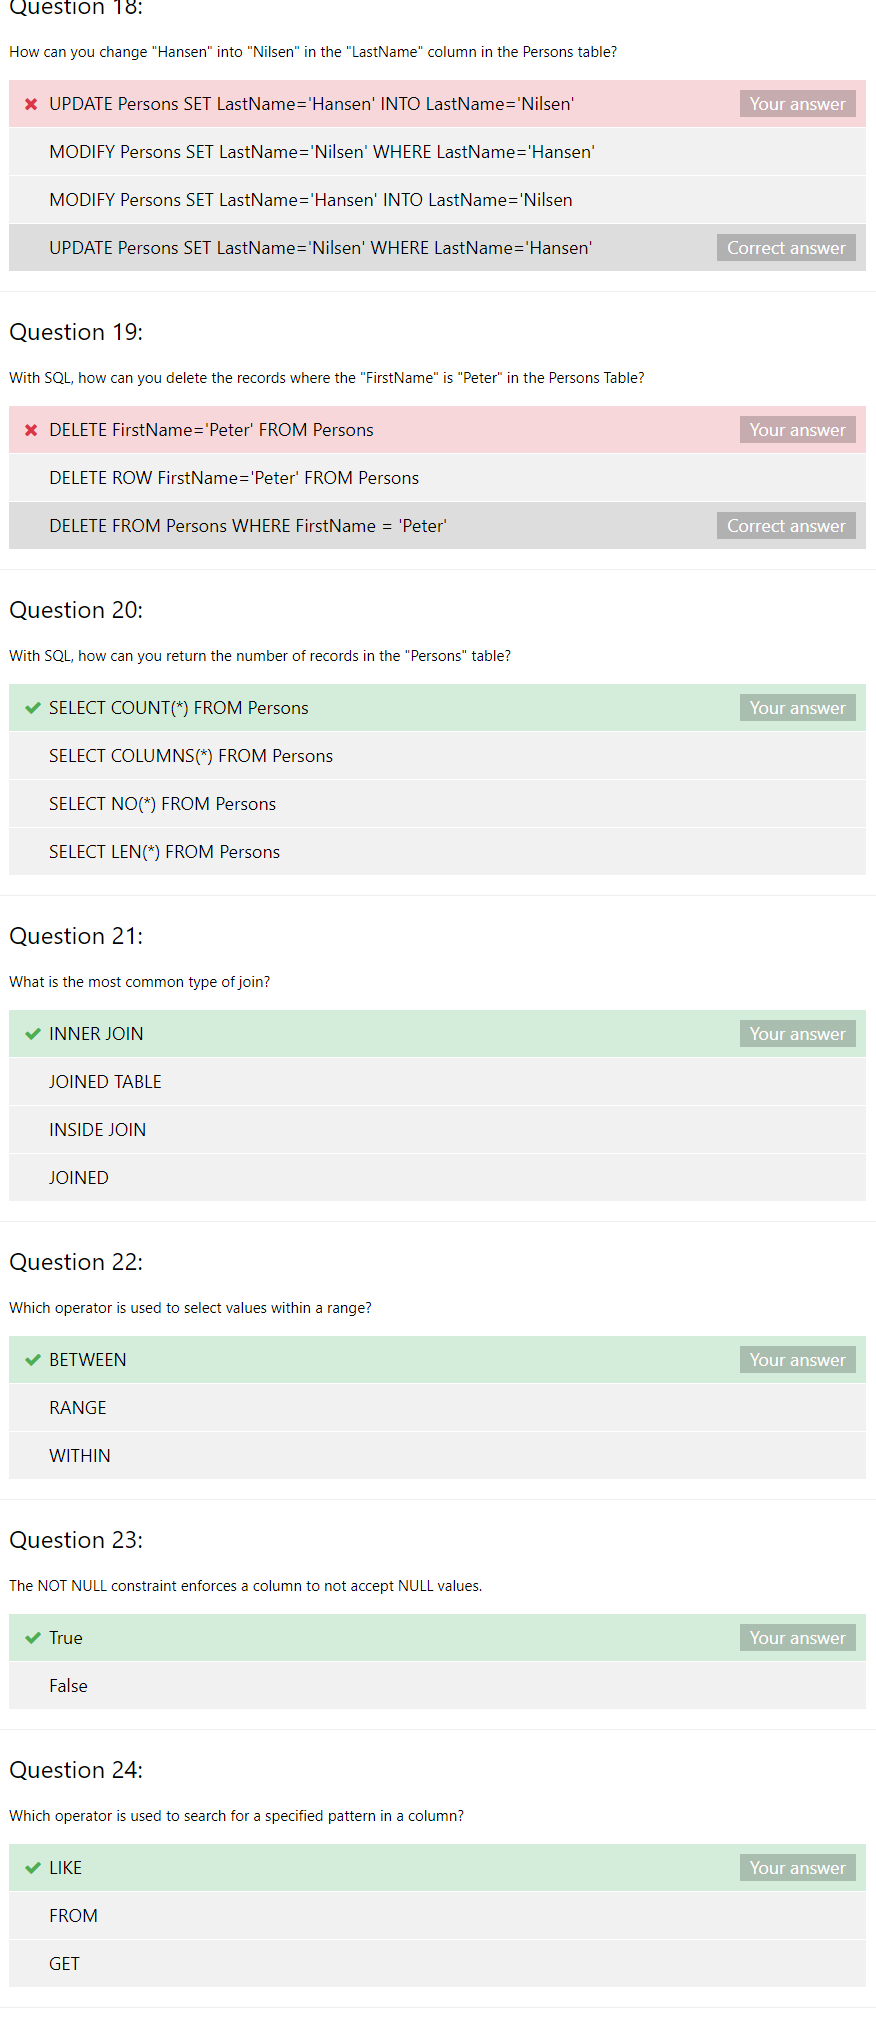 Question 18:
How can you change "Hansen" into "Nilsen" in the "LastName" column in the Persons table?
UPDATE Persons SET LastName='Hansen' INTO LastName='Nilsen'
Your answer
MODIFY Persons SET LastName='Nilsen' WHERE LastName='Hansen'
MODIFY Persons SET LastName='Hansen' INTO LastName='Nilsen
UPDATE Persons SET LastName='Nilsen' WHERE LastName='Hansen'
Correct answer
Question 19:
With SQL, how can you delete the records where the "FirstName" is "Peter" in the Persons Table?
DELETE FirstName='Peter' FROM Persons
Your answer
DELETE ROW FirstName='Peter' FROM Persons
DELETE FROM Persons WHERE FirstName = 'Peter'
Correct answer
Question 20:
With SQL, how can you return the number of records in the "Persons" table?
SELECT COUNT(*) FROM Persons
Your answer
SELECT COLUMNS(*) FROM Persons
SELECT NO(*) FROM Persons
SELECT LEN(*) FROM Persons
Question 21:
What is the most common type of join?
INNER JOIN
Your answer
JOINED TABLE
INSIDE JOIN
JOINED
Question 22:
Which operator is used to select values within a range?
BETWEEN
Your answer
RANGE
WITHIN
Question 23:
The NOT NULL constraint enforces a column to not accept NULL values.
True
Your answer
False
Question 24:
Which operator is used to search for a specified pattern in a column?
LIKE
Your answer
FROM
GET